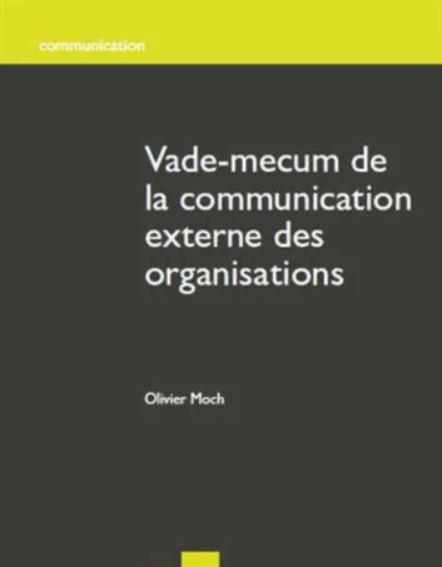 communication
Vade-mecum de
la communication
externe des
organisations
Olivier Moch